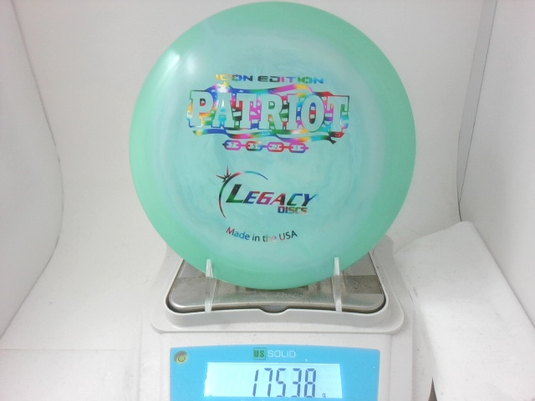 ICON EDITION
PATRIOT
LEGACY
DISCS
Made in the USA
U.S. SOLID
175.38 g